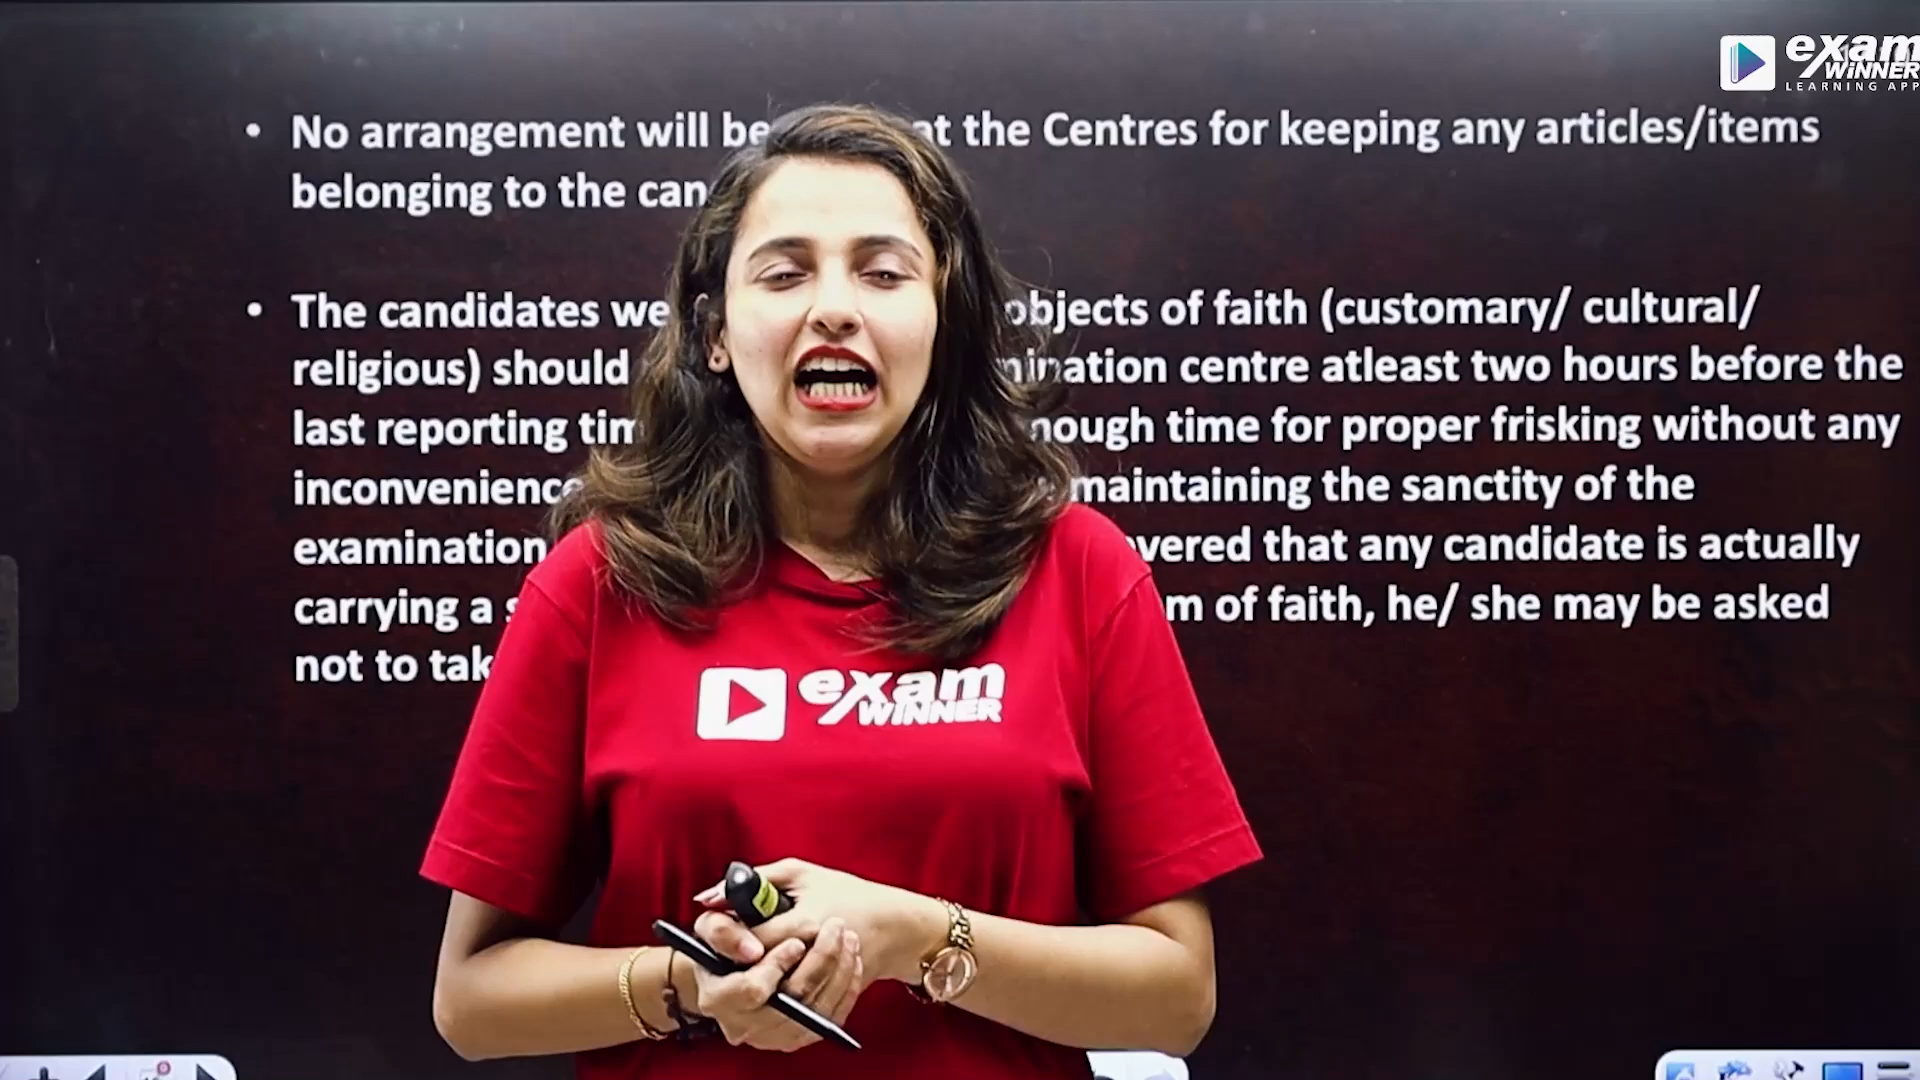 exam
WINNER
LEARNING APP
• No arrangement will be at the Centres for keeping any articles/items
belonging to the can
• The candidates we objects of faith (customary/ cultural/
religious) should mination centre atleast two hours before the
last reporting tim nough time for proper frisking without any
inconvenience maintaining the sanctity of the
examination overed that any candidate is actually
carrying a m of faith, he/ she may be asked
not to tak
exam
WINNER